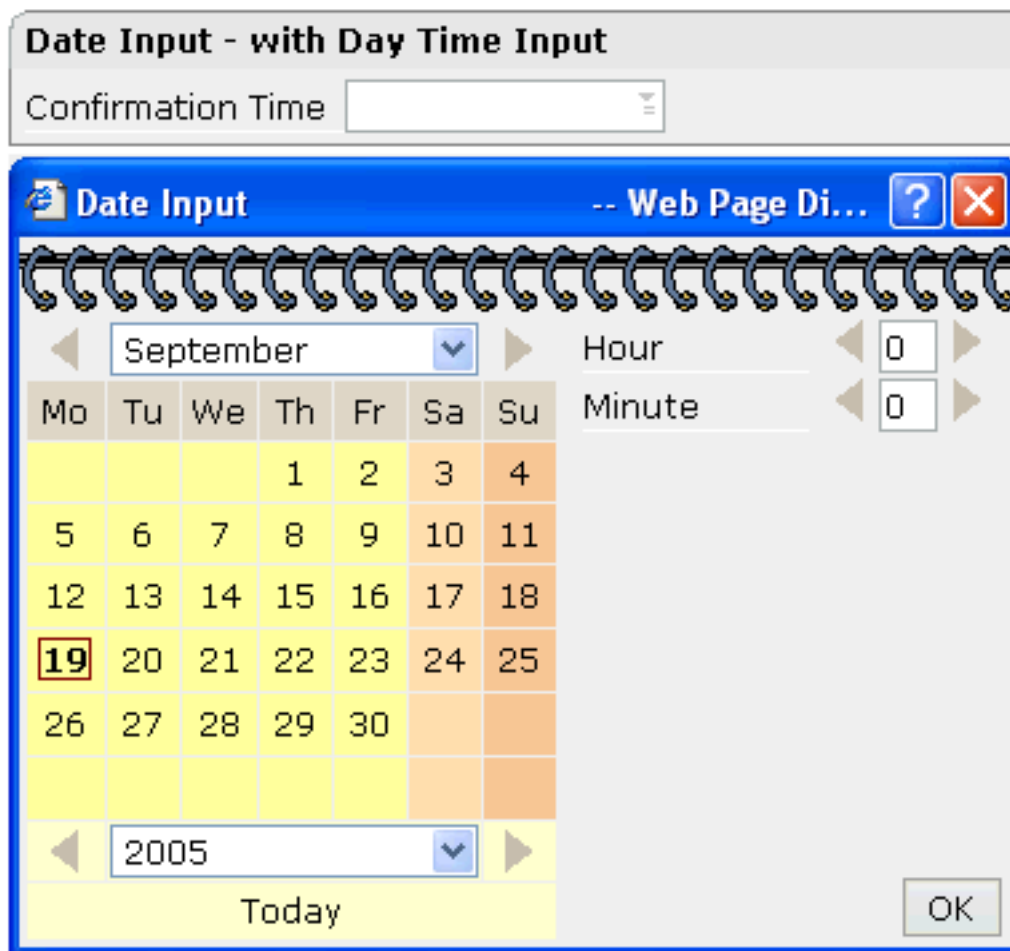 Date Input - with Day Time Input
Confirmation Time
Date Input -- Web Page Di...
September
Hour 0
Mo Tu We Th Fr Sa Su
Minute 0
1 2 3 4
5 6 7 8 9 10 11
12 13 14 15 16 17 18
19 20 21 22 23 24 25
26 27 28 29 30
2005
Today
OK